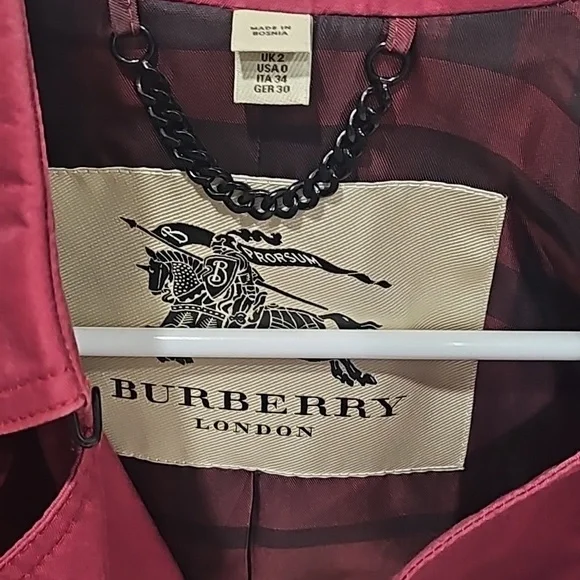 MADE IN
BOSNIA
UK 2
USA 0
ITA 34
GER 30
B
PRORSUM
B
BURBERRY
LONDON